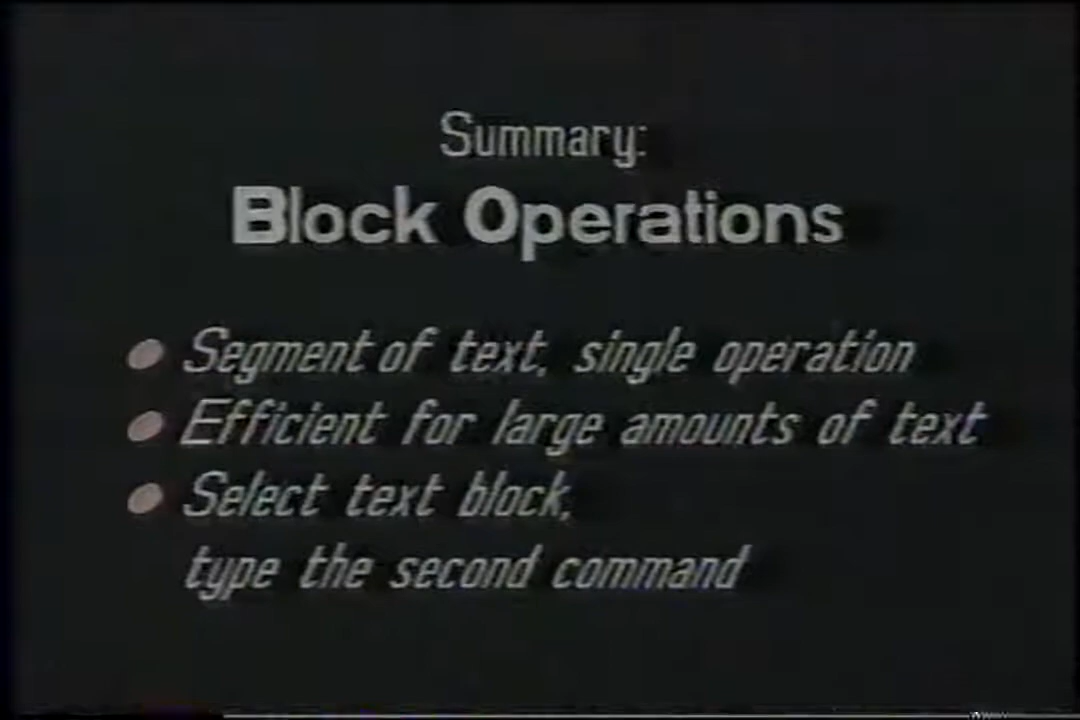 Summary:
Block Operations
• Segment of text, single operation
• Efficient for large amounts of text
• Select text block,
type the second command